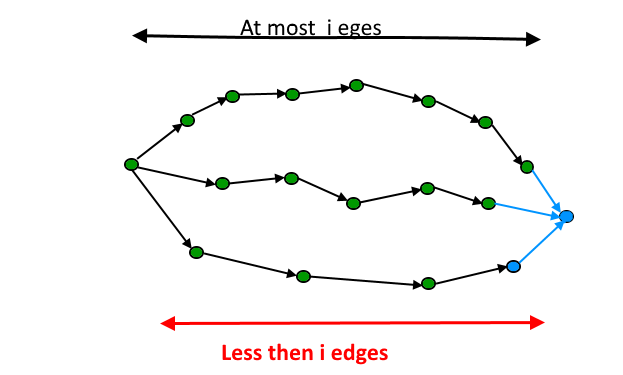 At most i eges
Less then i edges